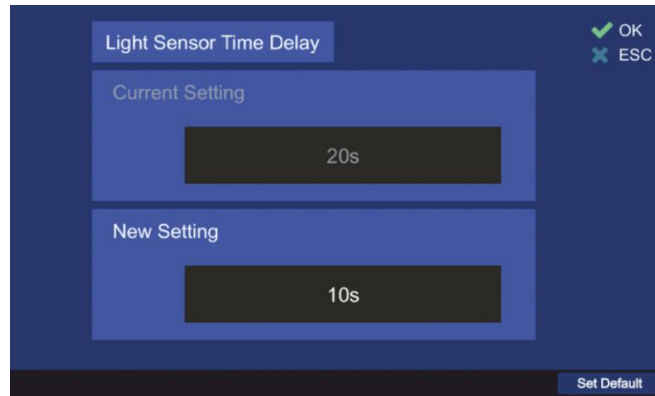 Light Sensor Time Delay
OK
ESC
Current Setting
20s
New Setting
10s
Set Default